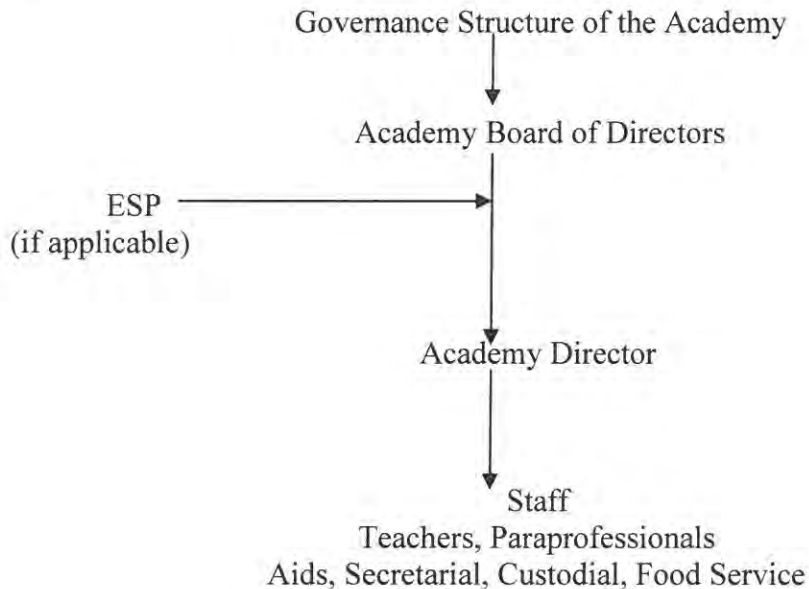 Governance Structure of the Academy
Academy Board of Directors
ESP
(if applicable)
Academy Director
Staff
Teachers, Paraprofessionals
Aids, Secretarial, Custodial, Food Service